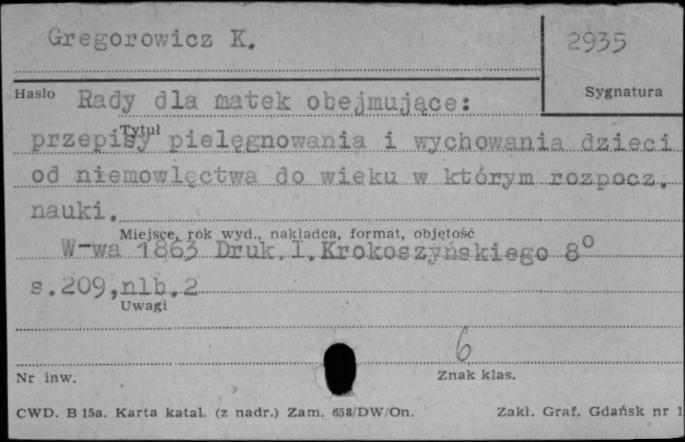 Gregorowicz K.
2935
Hasło
Sygnatura
Rady dla matek obejmujące:
Tytuł
przepisy pielęgnowania i wychowania dzieci
od niemowlęctwa do wieku w którym rozpocz.
nauki.
Miejsce, rok wyd., nakładca, format, objętość
W-wa 1863 Druk.I.Krokoszyńskiego 8°
s.209,nlb.2
Uwagi
6
Nr inw.
Znak klas.
CWD. B 15a. Karta katal. (z nadr.) Zam. 658/DW/On.
Zakł. Graf. Gdańsk nr 1